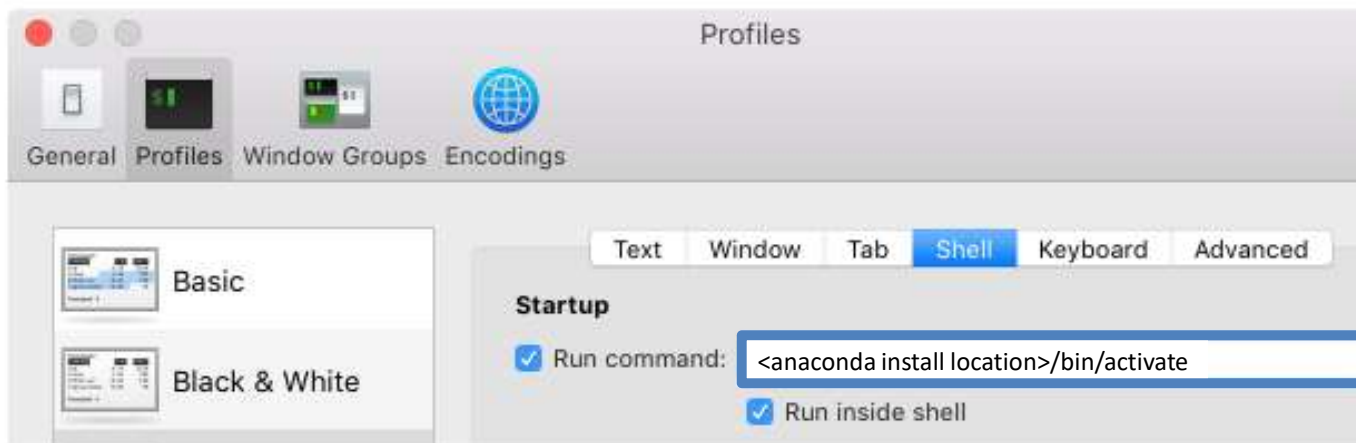 Profiles
General Profiles Window Groups Encodings
Text Window Tab Shell Keyboard Advanced
Basic
Startup
Run command: <anaconda install location>/bin/activate
Black & White
Run inside shell